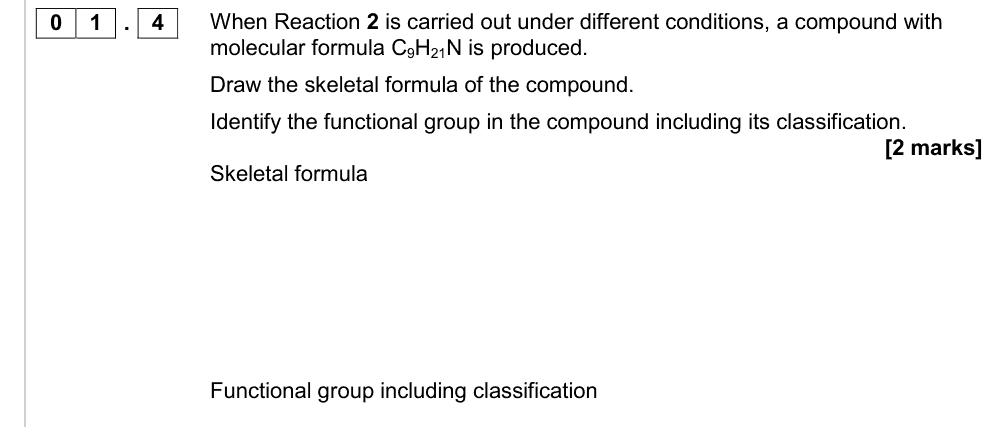 0 1 . 4 When Reaction 2 is carried out under different conditions, a compound with
molecular formula C₉H₂₁N is produced.
Draw the skeletal formula of the compound.
Identify the functional group in the compound including its classification.
[2 marks]
Skeletal formula
Functional group including classification